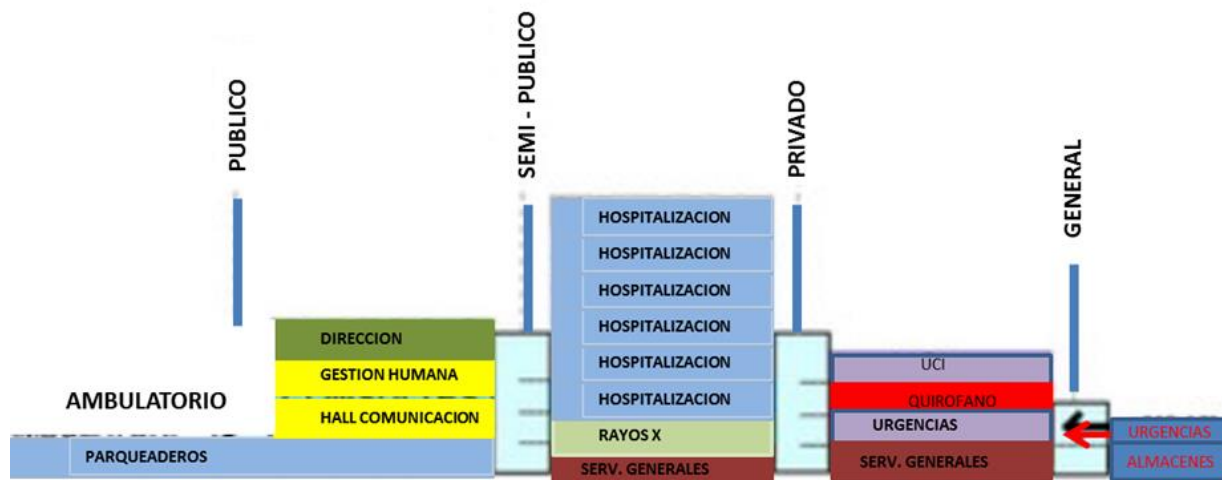 PUBLICO
SEMI - PUBLICO
PRIVADO
GENERAL
AMBULATORIO
DIRECCION
GESTION HUMANA
HALL COMUNICACION
PARQUEADEROS
HOSPITALIZACION
HOSPITALIZACION
HOSPITALIZACION
HOSPITALIZACION
HOSPITALIZACION
HOSPITALIZACION
RAYOS X
SERV. GENERALES
UCI
QUIROFANO
URGENCIAS
SERV. GENERALES
URGENCIAS
ALMACENES